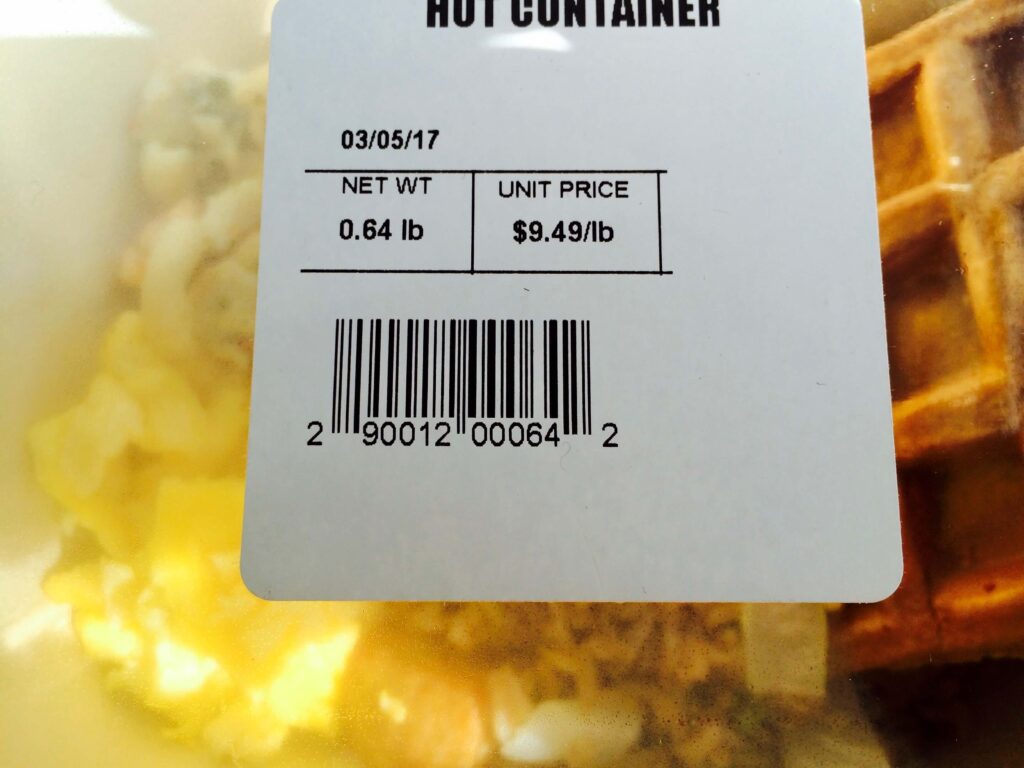 HOT CONTAINER
03/05/17
NET WT UNIT PRICE
0.64 lb $9.49/lb
2 90012 00064 2